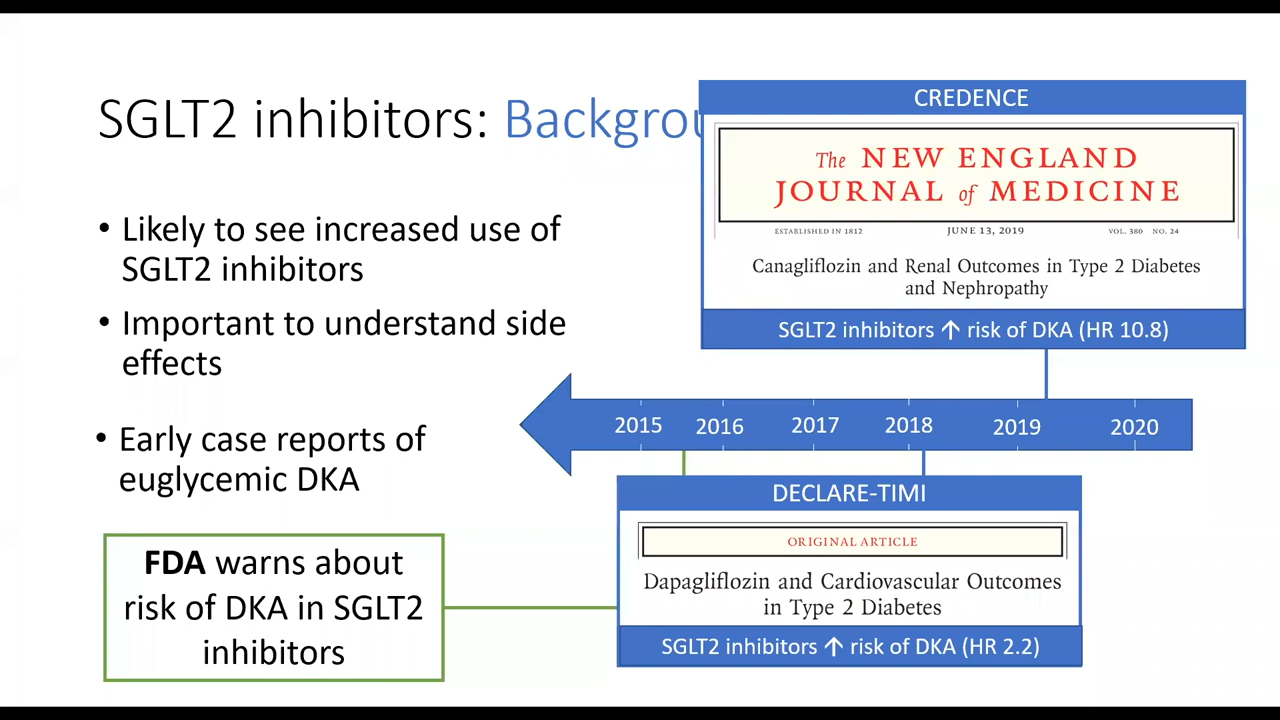 SGLT2 inhibitors: Backgrou
• Likely to see increased use of
SGLT2 inhibitors
• Important to understand side
effects
• Early case reports of
euglycemic DKA
FDA warns about
risk of DKA in SGLT2
inhibitors
CREDENCE
The NEW ENGLAND
JOURNAL of MEDICINE
ESTABLISHED IN 1812 JUNE 13, 2019 VOL. 380 NO. 24
Canagliflozin and Renal Outcomes in Type 2 Diabetes
and Nephropathy
SGLT2 inhibitors ↑ risk of DKA (HR 10.8)
2015 2016 2017 2018 2019 2020
DECLARE-TIMI
ORIGINAL ARTICLE
Dapagliflozin and Cardiovascular Outcomes
in Type 2 Diabetes
SGLT2 inhibitors ↑ risk of DKA (HR 2.2)